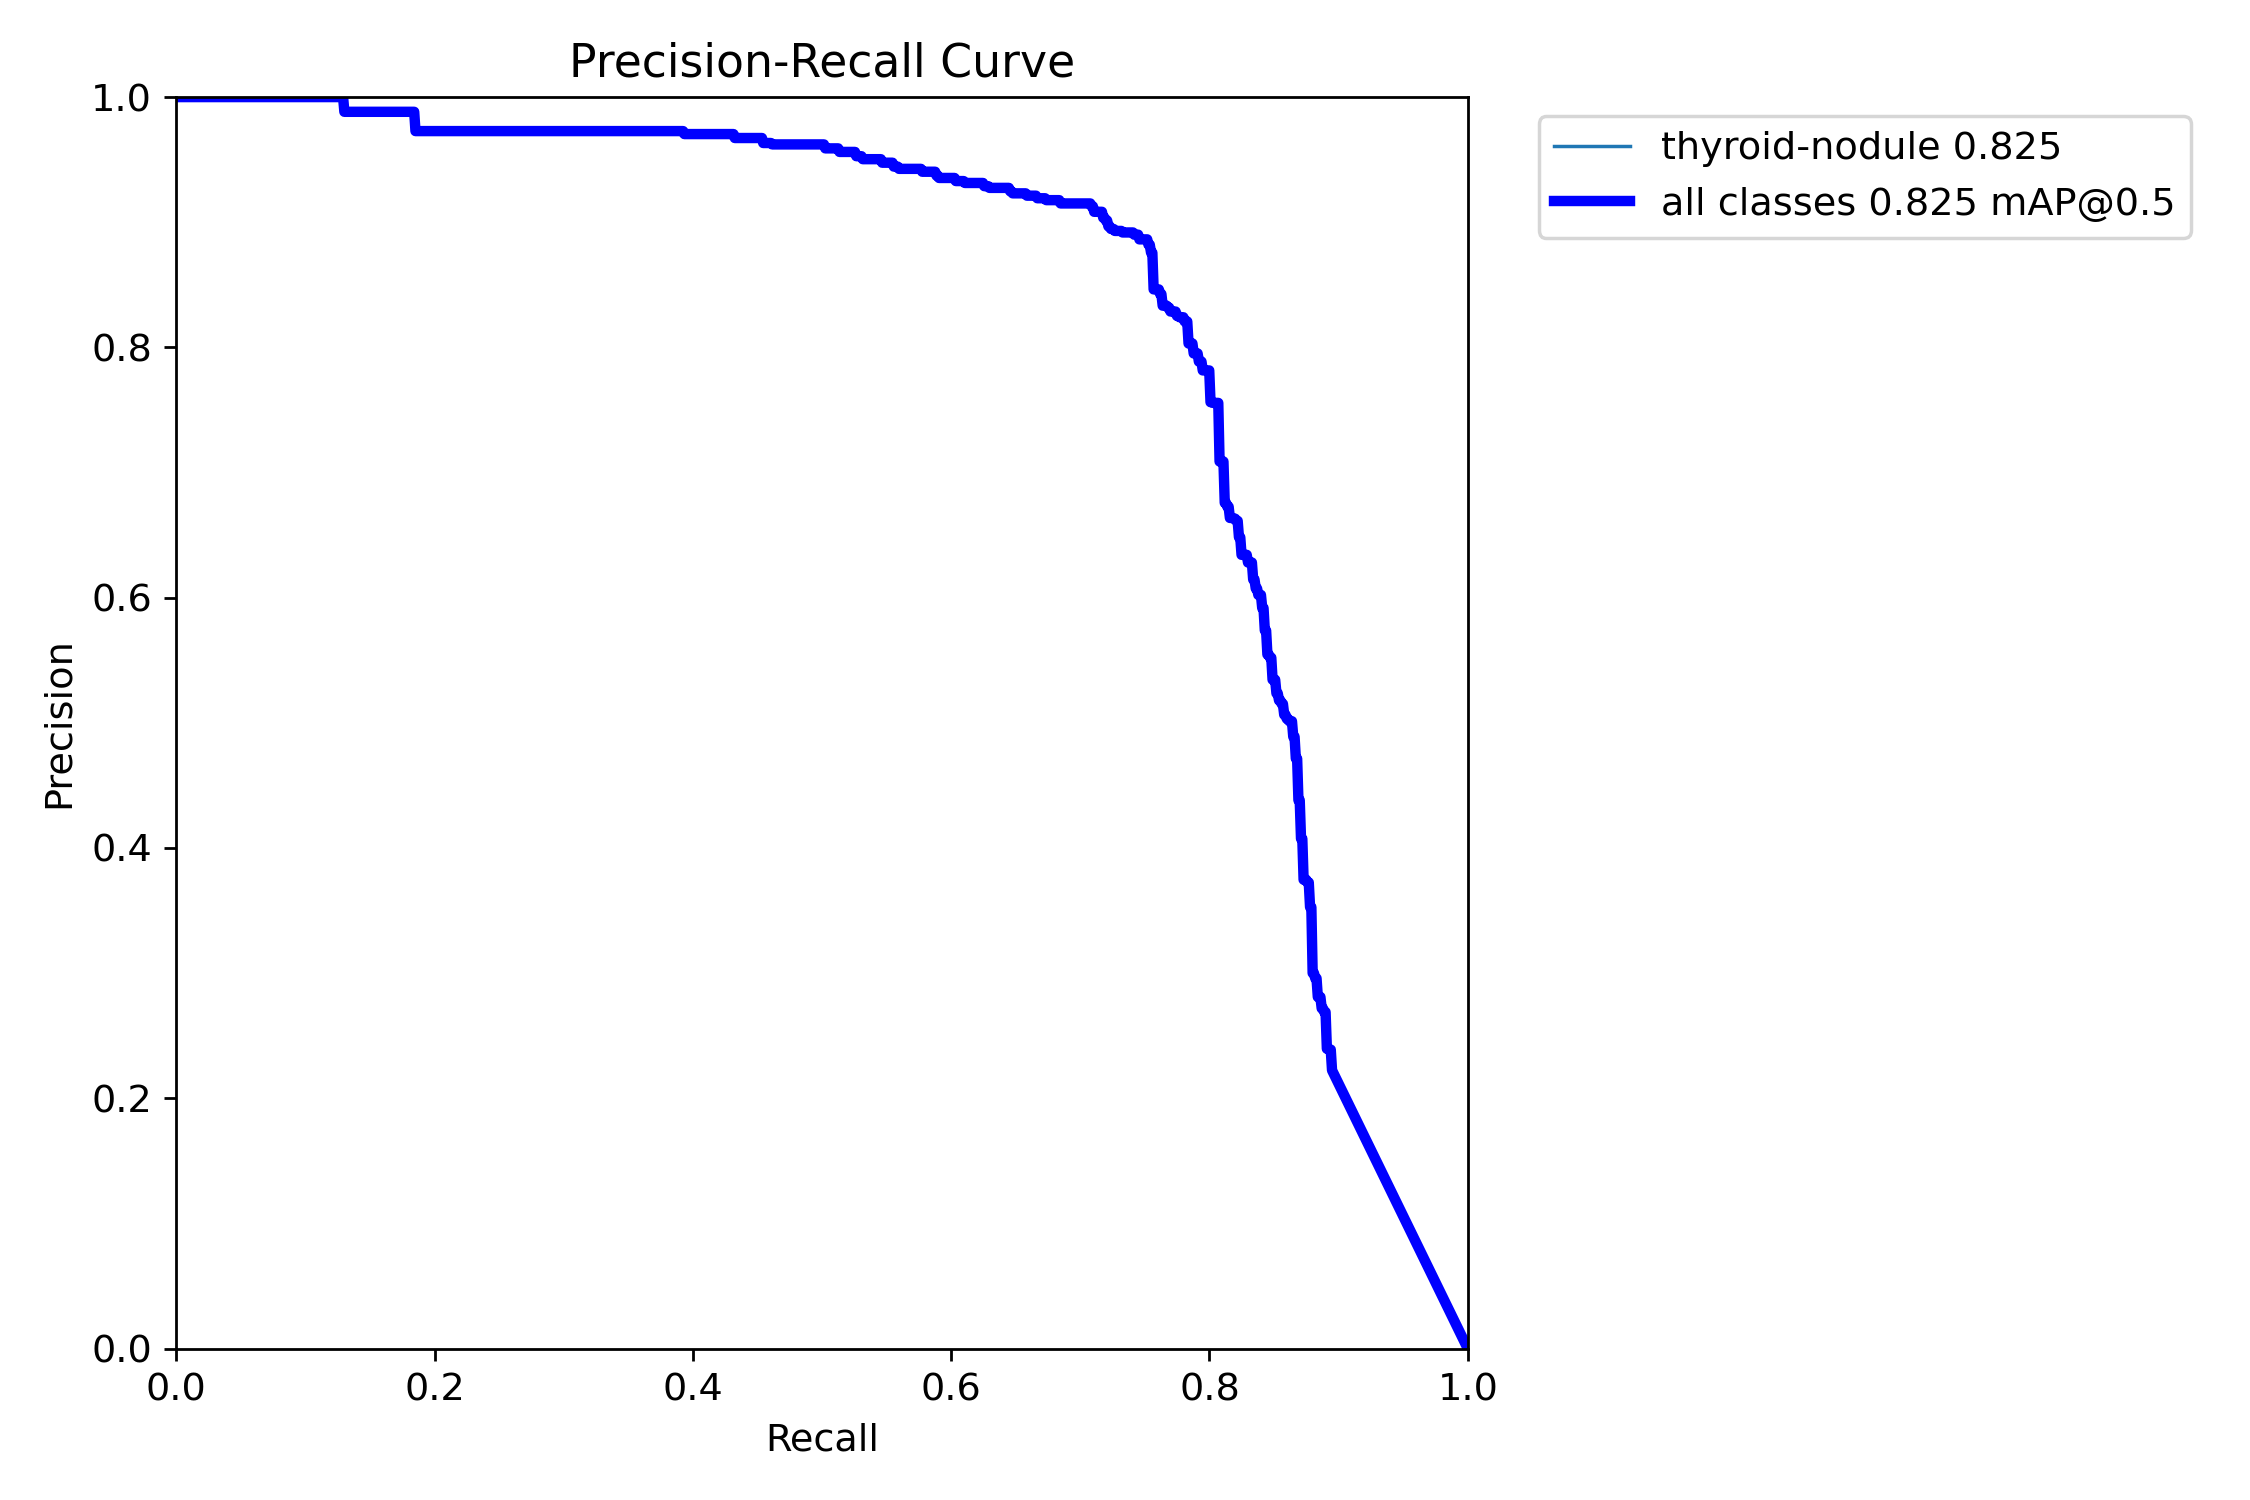 Precision-Recall Curve
thyroid-nodule 0.825
all classes 0.825 mAP@0.5
Precision
1.0
0.8
0.6
0.4
0.2
0.0
0.0 0.2 0.4 0.6 0.8 1.0
Recall